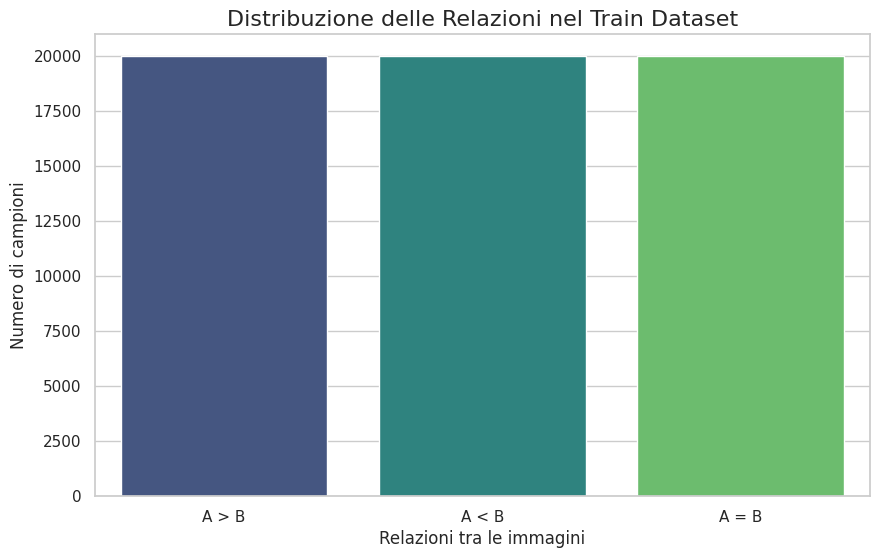 Distribuzione delle Relazioni nel Train Dataset
20000
17500
15000
12500
10000
7500
5000
2500
0
Numero di campioni
A > B
A < B
A = B
Relazioni tra le immagini